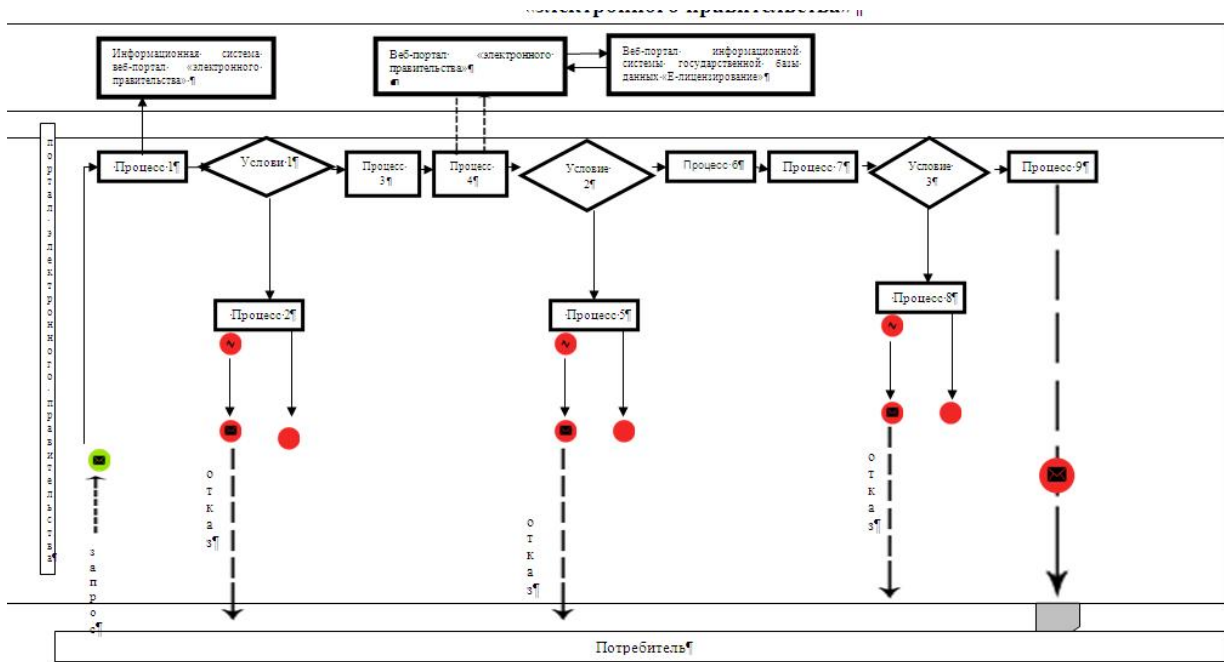 «электронного правительства» ¶
Информационная система
веб-портал «электронного
правительства» ¶
Веб-портал «электронного
правительства»¶
¶
Веб-портал информационной
системы государственной базы
данных «Е-лицензирование» ¶
портал электронного правительства¶
Процесс 1¶
Услови 1¶
Процесс
3¶
Процесс
4¶
Условие
2¶
Процесс 6¶
Процесс 7¶
Условие
3¶
Процесс 9¶
Процесс 2¶
Процесс 5¶
Процесс 8¶
запрос¶
отказ¶
отказ¶
отказ¶
Потребитель¶